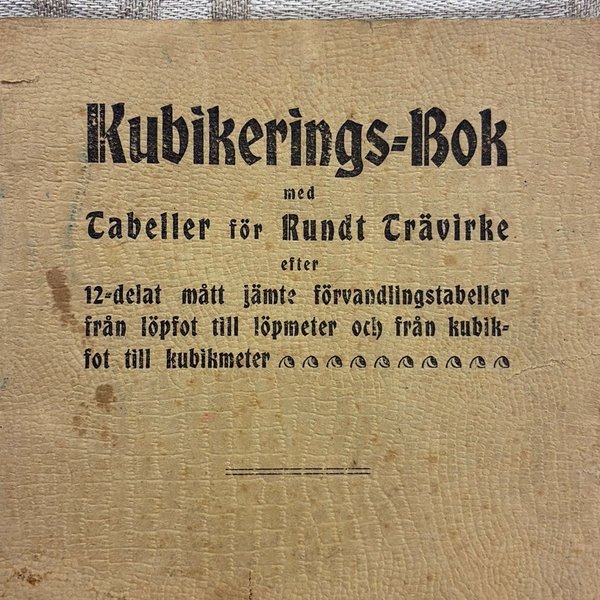 Kubikerings-Bok
med
Tabeller för Rundt Trävirke
efter
12-delat mått jämte förvandlingstabeller
från löpfot till löpmeter och från kubik-
fot till kubikmeter